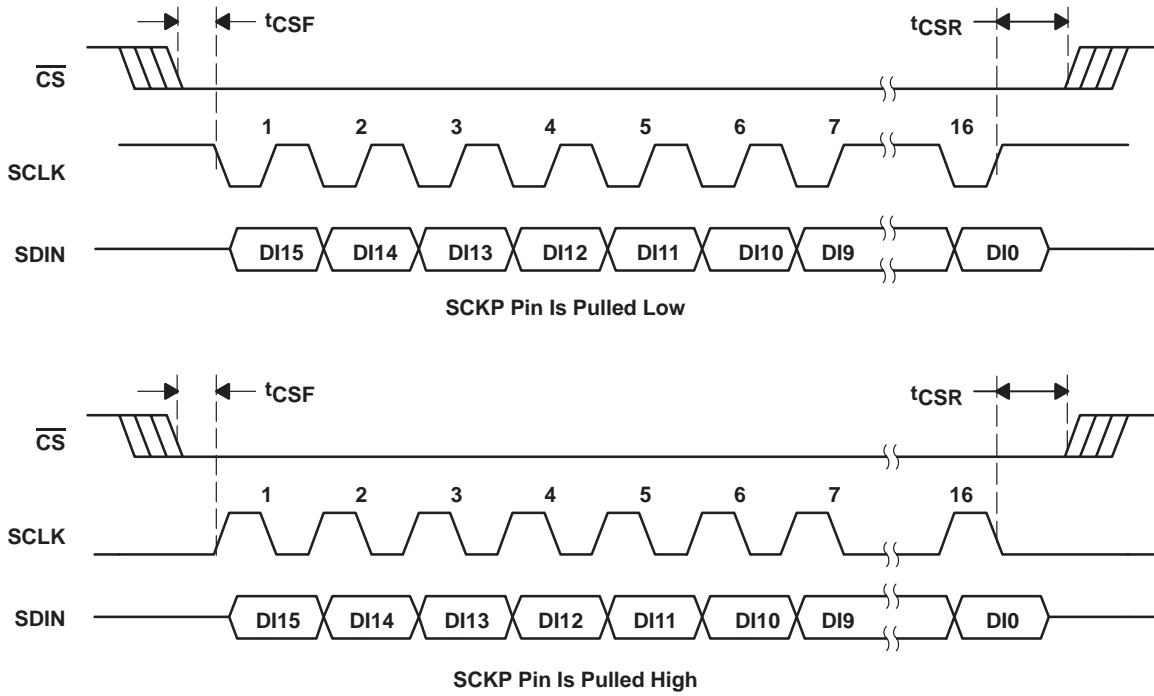 tCSF
tCSR
CS
1 2 3 4 5 6 7 16
SCLK
SDIN
DI15 DI14 DI13 DI12 DI11 DI10 DI9 DI0
SCKP Pin Is Pulled Low
tCSF
tCSR
CS
1 2 3 4 5 6 7 16
SCLK
SDIN
DI15 DI14 DI13 DI12 DI11 DI10 DI9 DI0
SCKP Pin Is Pulled High